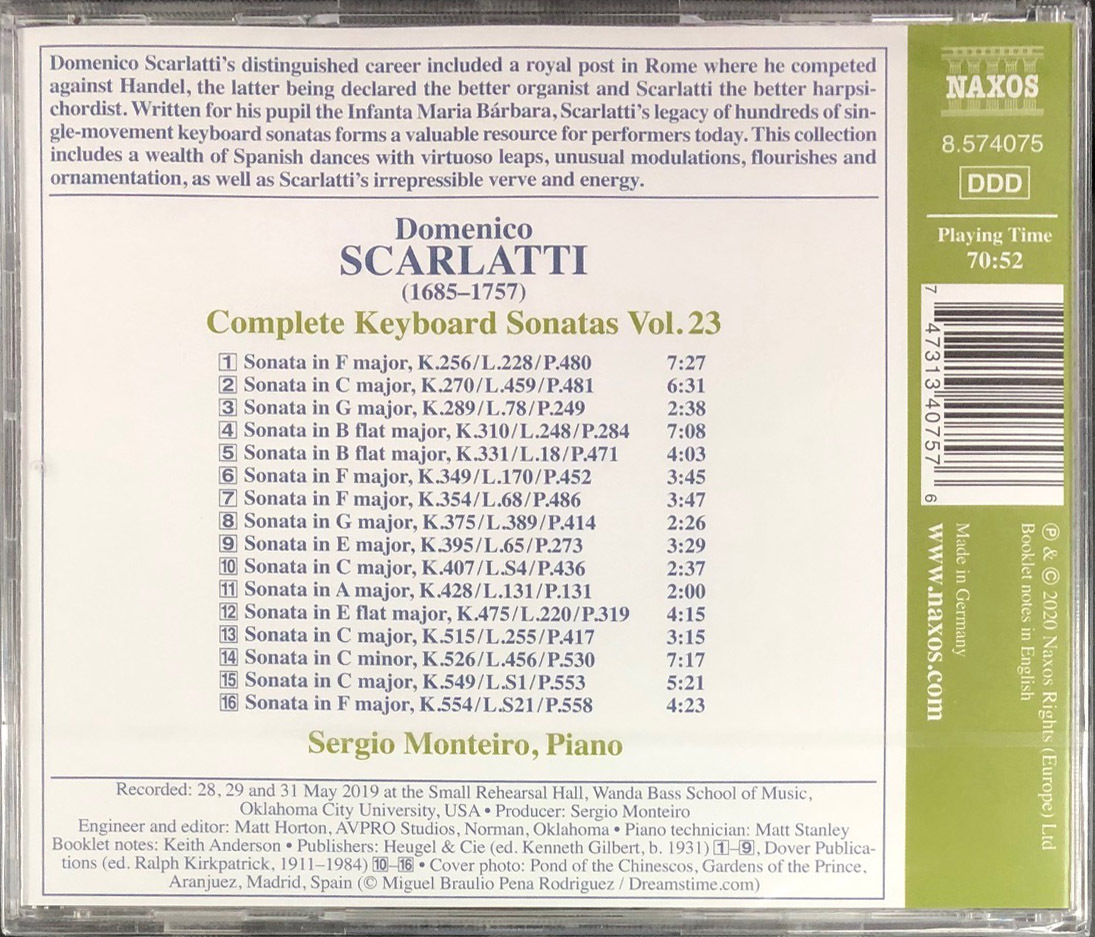 Domenico Scarlatti's distinguished career included a royal post in Rome where he competed
against Handel, the latter being declared the better organist and Scarlatti the better harpsi-
chordist. Written for his pupil the Infanta Maria Bárbara, Scarlatti's legacy of hundreds of sin-
gle-movement keyboard sonatas forms a valuable resource for performers today. This collection
includes a wealth of Spanish dances with virtuoso leaps, unusual modulations, flourishes and
ornamentation, as well as Scarlatti's irrepressible verve and energy.
Domenico
SCARLATTI
(1685–1757)
Complete Keyboard Sonatas Vol. 23
1 Sonata in F major, K.256/L.228/P.480 7:27
2 Sonata in C major, K.270/L.459/P.481 6:31
3 Sonata in G major, K.289/L.78/P.249 2:38
4 Sonata in B flat major, K.310/L.248/P.284 7:08
5 Sonata in B flat major, K.331/L.18/P.471 4:03
6 Sonata in F major, K.349/L.170/P.452 3:45
7 Sonata in F major, K.354/L.68/P.486 3:47
8 Sonata in G major, K.375/L.389/P.414 2:26
9 Sonata in E major, K.395/L.65/P.273 3:29
10 Sonata in C major, K.407/L.S4/P.436 2:37
11 Sonata in A major, K.428/L.131/P.131 2:00
12 Sonata in E flat major, K.475/L.220/P.319 4:15
13 Sonata in C major, K.515/L.255/P.417 3:15
14 Sonata in C minor, K.526/L.456/P.530 7:17
15 Sonata in C major, K.549/L.S1/P.553 5:21
16 Sonata in F major, K.554/L.S21/P.558 4:23
Sergio Monteiro, Piano
Recorded: 28, 29 and 31 May 2019 at the Small Rehearsal Hall, Wanda Bass School of Music,
Oklahoma City University, USA • Producer: Sergio Monteiro
Engineer and editor: Matt Horton, AVPRO Studios, Norman, Oklahoma • Piano technician: Matt Stanley
Booklet notes: Keith Anderson • Publishers: Heugel & Cie (ed. Kenneth Gilbert, b. 1931) 1–9, Dover Publica-
tions (ed. Ralph Kirkpatrick, 1911–1984) 10–16 • Cover photo: Pond of the Chinescos, Gardens of the Prince,
Aranjuez, Madrid, Spain (© Miguel Braulio Pena Rodriguez / Dreamstime.com)
NAXOS
8.574075
DDD
Playing Time
70:52
7 47313 40757 6
℗ & © 2020 Naxos Rights (Europe) Ltd
Booklet notes in English
Made in Germany
www.naxos.com